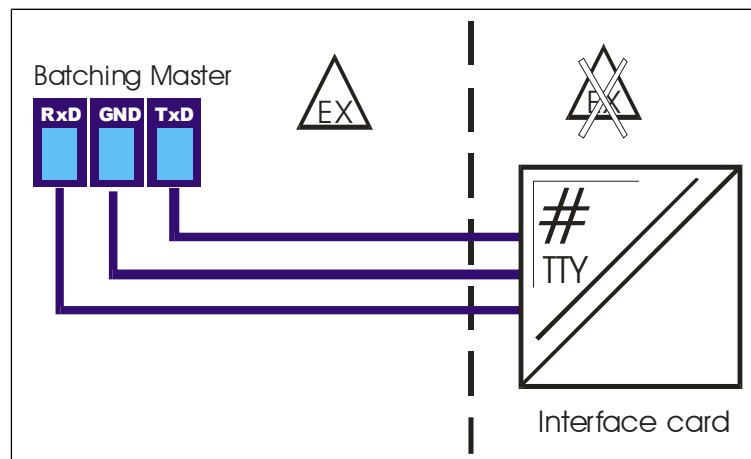 Batching Master
RxD GND TxD
EX
EX
#
TTY
Interface card